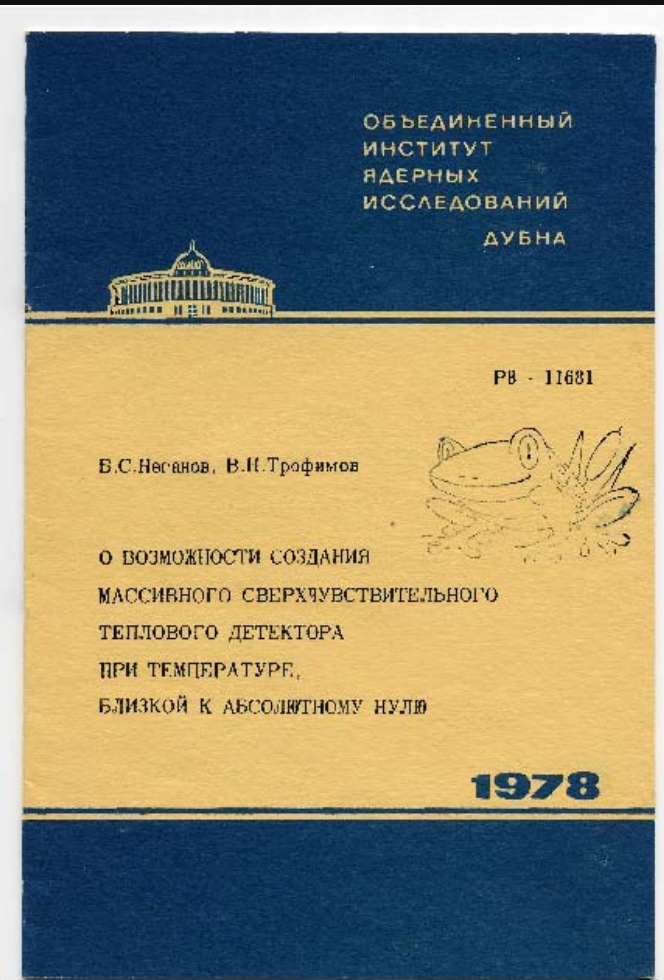 ОБЪЕДИНЕННЫЙ
ИНСТИТУТ
ЯДЕРНЫХ
ИССЛЕДОВАНИЙ
ДУБНА
Р8 - 11681
Б.С.Неганов, В.Н.Трофимов
О ВОЗМОЖНОСТИ СОЗДАНИЯ
МАССИВНОГО СВЕРХЧУВСТВИТЕЛЬНОГО
ТЕПЛОВОГО ДЕТЕКТОРА
ПРИ ТЕМПЕРАТУРЕ,
БЛИЗКОЙ К АБСОЛЮТНОМУ НУЛЮ
1978